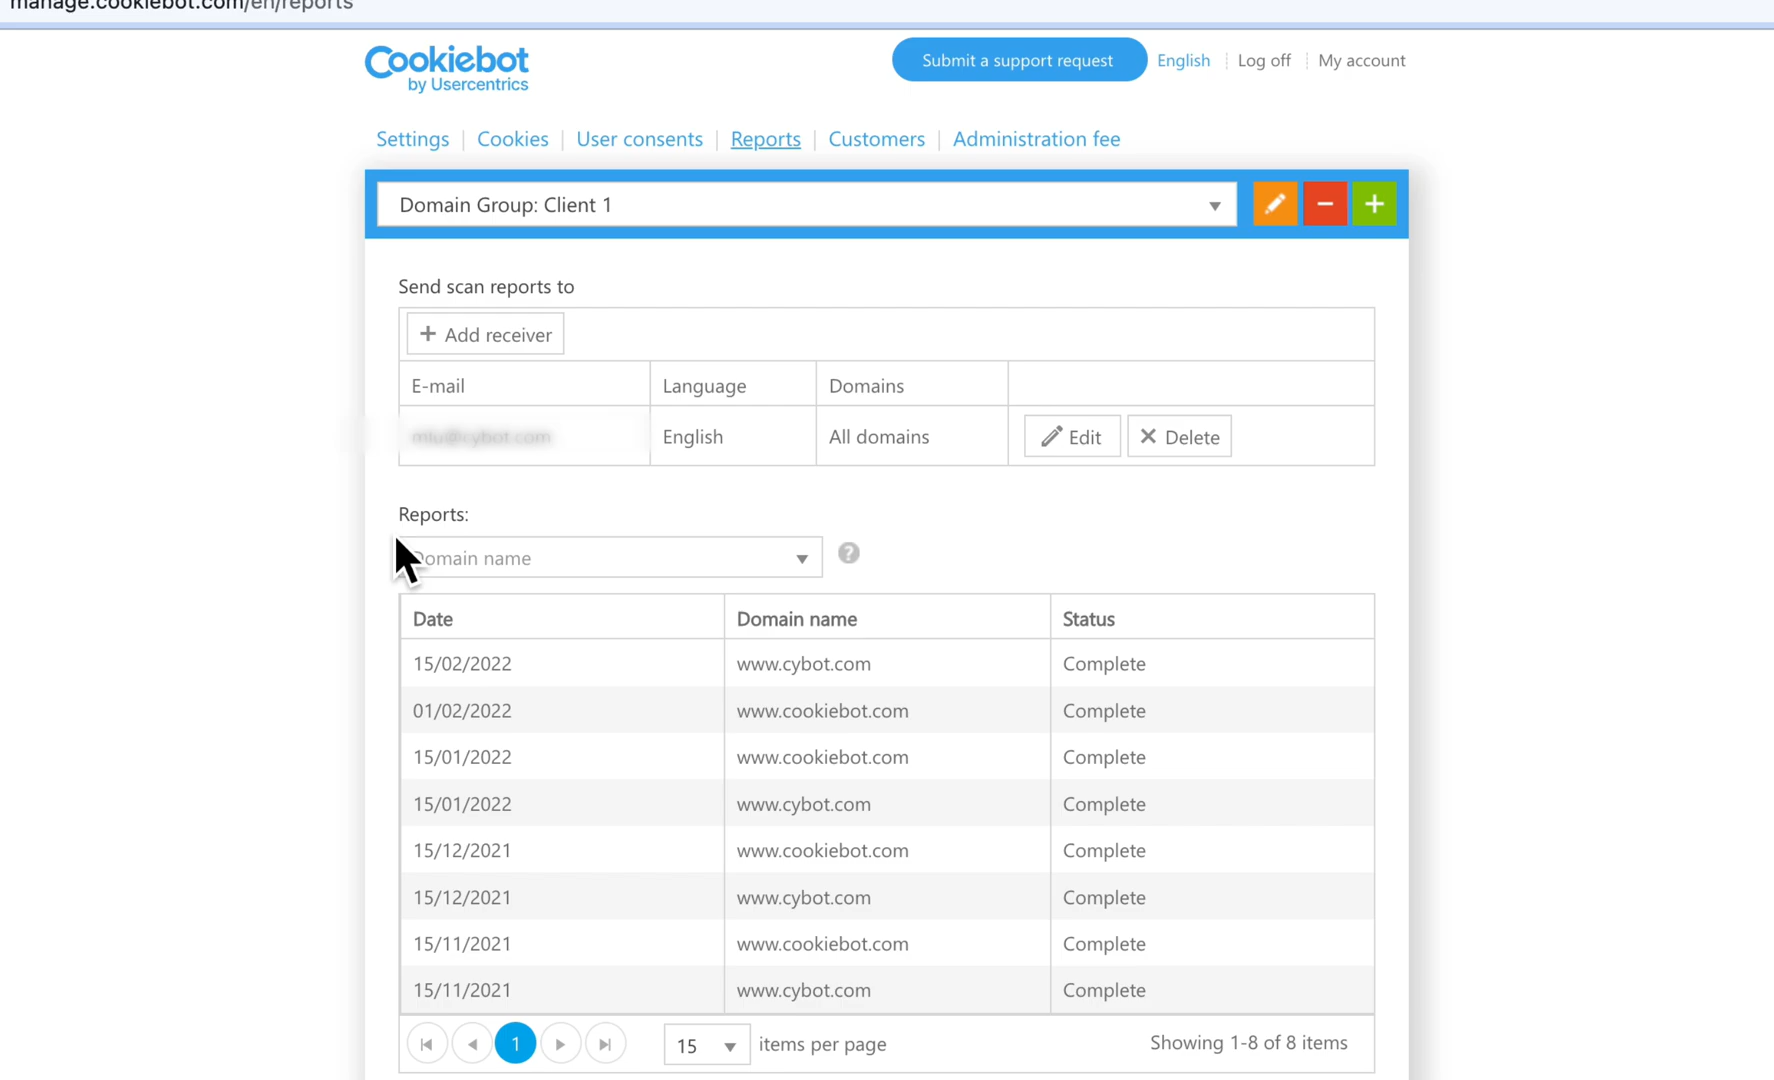 manage.cookiebot.com/en/reports
Cookiebot
by Usercentrics
Submit a support request
English
Log off
My account
Settings
Cookies
User consents
Reports
Customers
Administration fee
Domain Group: Client 1
Send scan reports to
+ Add receiver
E-mail Language Domains
English All domains Edit Delete
Reports:
Domain name
?
Date Domain name Status
15/02/2022 www.cybot.com Complete
01/02/2022 www.cookiebot.com Complete
15/01/2022 www.cookiebot.com Complete
15/01/2022 www.cybot.com Complete
15/12/2021 www.cookiebot.com Complete
15/12/2021 www.cybot.com Complete
15/11/2021 www.cookiebot.com Complete
15/11/2021 www.cybot.com Complete
1 15 items per page Showing 1-8 of 8 items